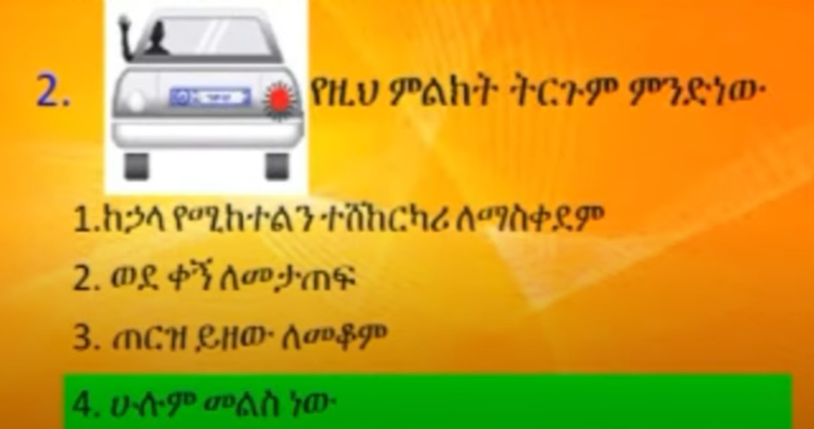 2. የዚህ ምልክት ትርጉም ምንድነው
1.ከኃላ የሚከተልን ተሽከርካሪ ለማስቀደም
2. ወደ ቀኝ ለመታጠፍ
3. ጠርዝ ይዘው ለመቆም
4. ሁሉም መልስ ነው